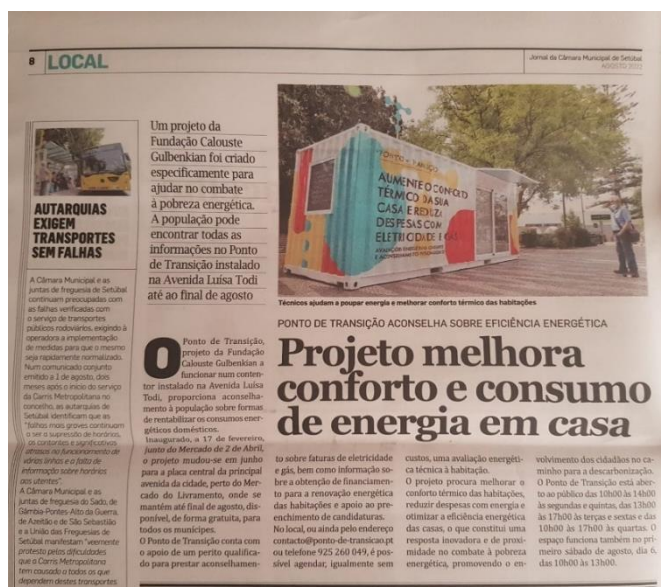 8 LOCAL
Jornal da Câmara Municipal de Setúbal
AGOSTO 2022
AUTARQUIAS
EXIGEM
TRANSPORTES
SEM FALHAS
A Câmara Municipal e as
juntas de freguesia de Setúbal
continuam preocupadas com
as falhas verificadas com
o serviço de transportes
públicos rodoviários, exigindo à
operadora a implementação
de medidas para que o mesmo
seja rapidamente normalizado.
Num comunicado conjunto
emitido a 1 de agosto, dois
meses após o início do serviço
da Carris Metropolitana no
concelho, as autarquias de
Setúbal identificam que as
"falhas mais graves continuam
a ser a supressão de horários,
os constantes e significativos
atrasos no funcionamento de
várias linhas e a falta de
informação sobre horários
aos utentes".
A Câmara Municipal e as
juntas de freguesia do Sado, de
Gâmbia-Pontes-Alto da Guerra,
de Azeitão e de São Sebastião
e a União das Freguesias de
Setúbal manifestam "veemente
protesto pelas dificuldades
que a Carris Metropolitana
tem causado a todos os que
dependem destes transportes
Um projeto da
Fundação Calouste
Gulbenkian foi criado
especificamente para
ajudar no combate
à pobreza energética.
A população pode
encontrar todas as
informações no Ponto
de Transição instalado
na Avenida Luísa Todi
até ao final de agosto
PONTO DE TRANSIÇÃO
AUMENTE O CONFORTO
TÉRMICO DA SUA
CASA E REDUZA
DESPESAS COM
ELETRICIDADE E GÁS
Técnicos ajudam a poupar energia e melhorar conforto térmico das habitações
PONTO DE TRANSIÇÃO ACONSELHA SOBRE EFICIÊNCIA ENERGÉTICA
Projeto melhora
conforto e consumo
de energia em casa
O Ponto de Transição,
projeto da Fundação
Calouste Gulbenkian a
funcionar num conten-
tor instalado na Avenida Luísa
Todi, proporciona aconselha-
mento à população sobre formas
de rentabilizar os consumos ener-
géticos domésticos.
Inaugurado, a 17 de fevereiro,
junto do Mercado de 2 de Abril,
o projeto mudou-se em junho
para a placa central da principal
avenida da cidade, perto do Mer-
cado do Livramento, onde se
mantém até final de agosto, dis-
ponível, de forma gratuita, para
todos os munícipes.
O Ponto de Transição conta com
o apoio de um perito qualifica-
do para prestar aconselhamen-
to sobre faturas de eletricidade
e gás, bem como informação so-
bre a obtenção de financiamen-
to para a renovação energética
das habitações e apoio ao pre-
enchimento de candidaturas.
No local, ou ainda pelo endereço
contacto@ponto-de-transicao.pt
ou telefone 925 260 049, é pos-
sível agendar, igualmente sem
custos, uma avaliação energéti-
ca técnica à habitação.
O projeto procura melhorar o
conforto térmico das habitações,
reduzir despesas com energia e
otimizar a eficiência energética
das casas, o que constitui uma
resposta inovadora e de proxi-
midade no combate à pobreza
energética, promovendo o en-
volvimento dos cidadãos no ca-
minho para a descarbonização.
O Ponto de Transição está aber-
to ao público das 10h00 às 14h00
às segundas e quintas, das 13h00
às 17h00 às terças e sextas e das
10h00 às 17h00 às quartas. O
espaço funciona também no pri-
meiro sábado de agosto, dia 6,
das 10h00 às 13h00.